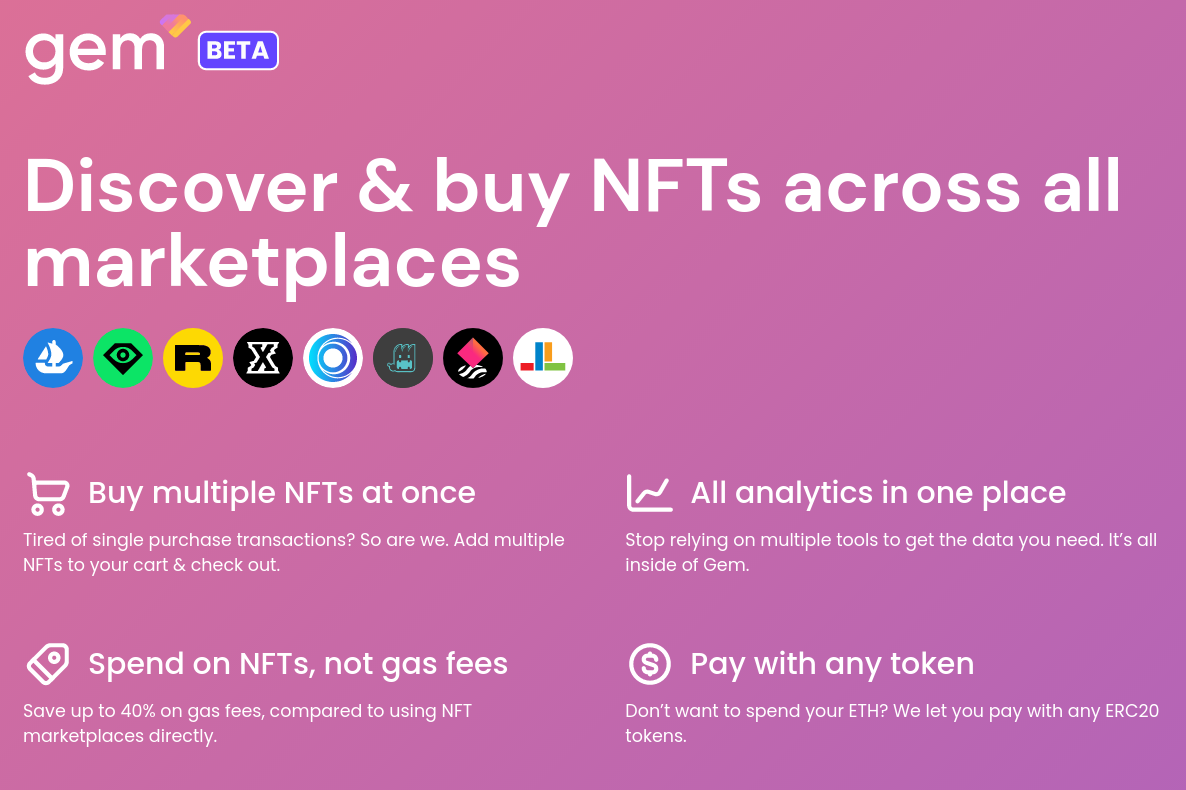 gem BETA
Discover & buy NFTs across all
marketplaces
R X
Buy multiple NFTs at once
Tired of single purchase transactions? So are we. Add multiple
NFTs to your cart & check out.
All analytics in one place
Stop relying on multiple tools to get the data you need. It’s all
inside of Gem.
Spend on NFTs, not gas fees
Save up to 40% on gas fees, compared to using NFT
marketplaces directly.
Pay with any token
Don’t want to spend your ETH? We let you pay with any ERC20
tokens.